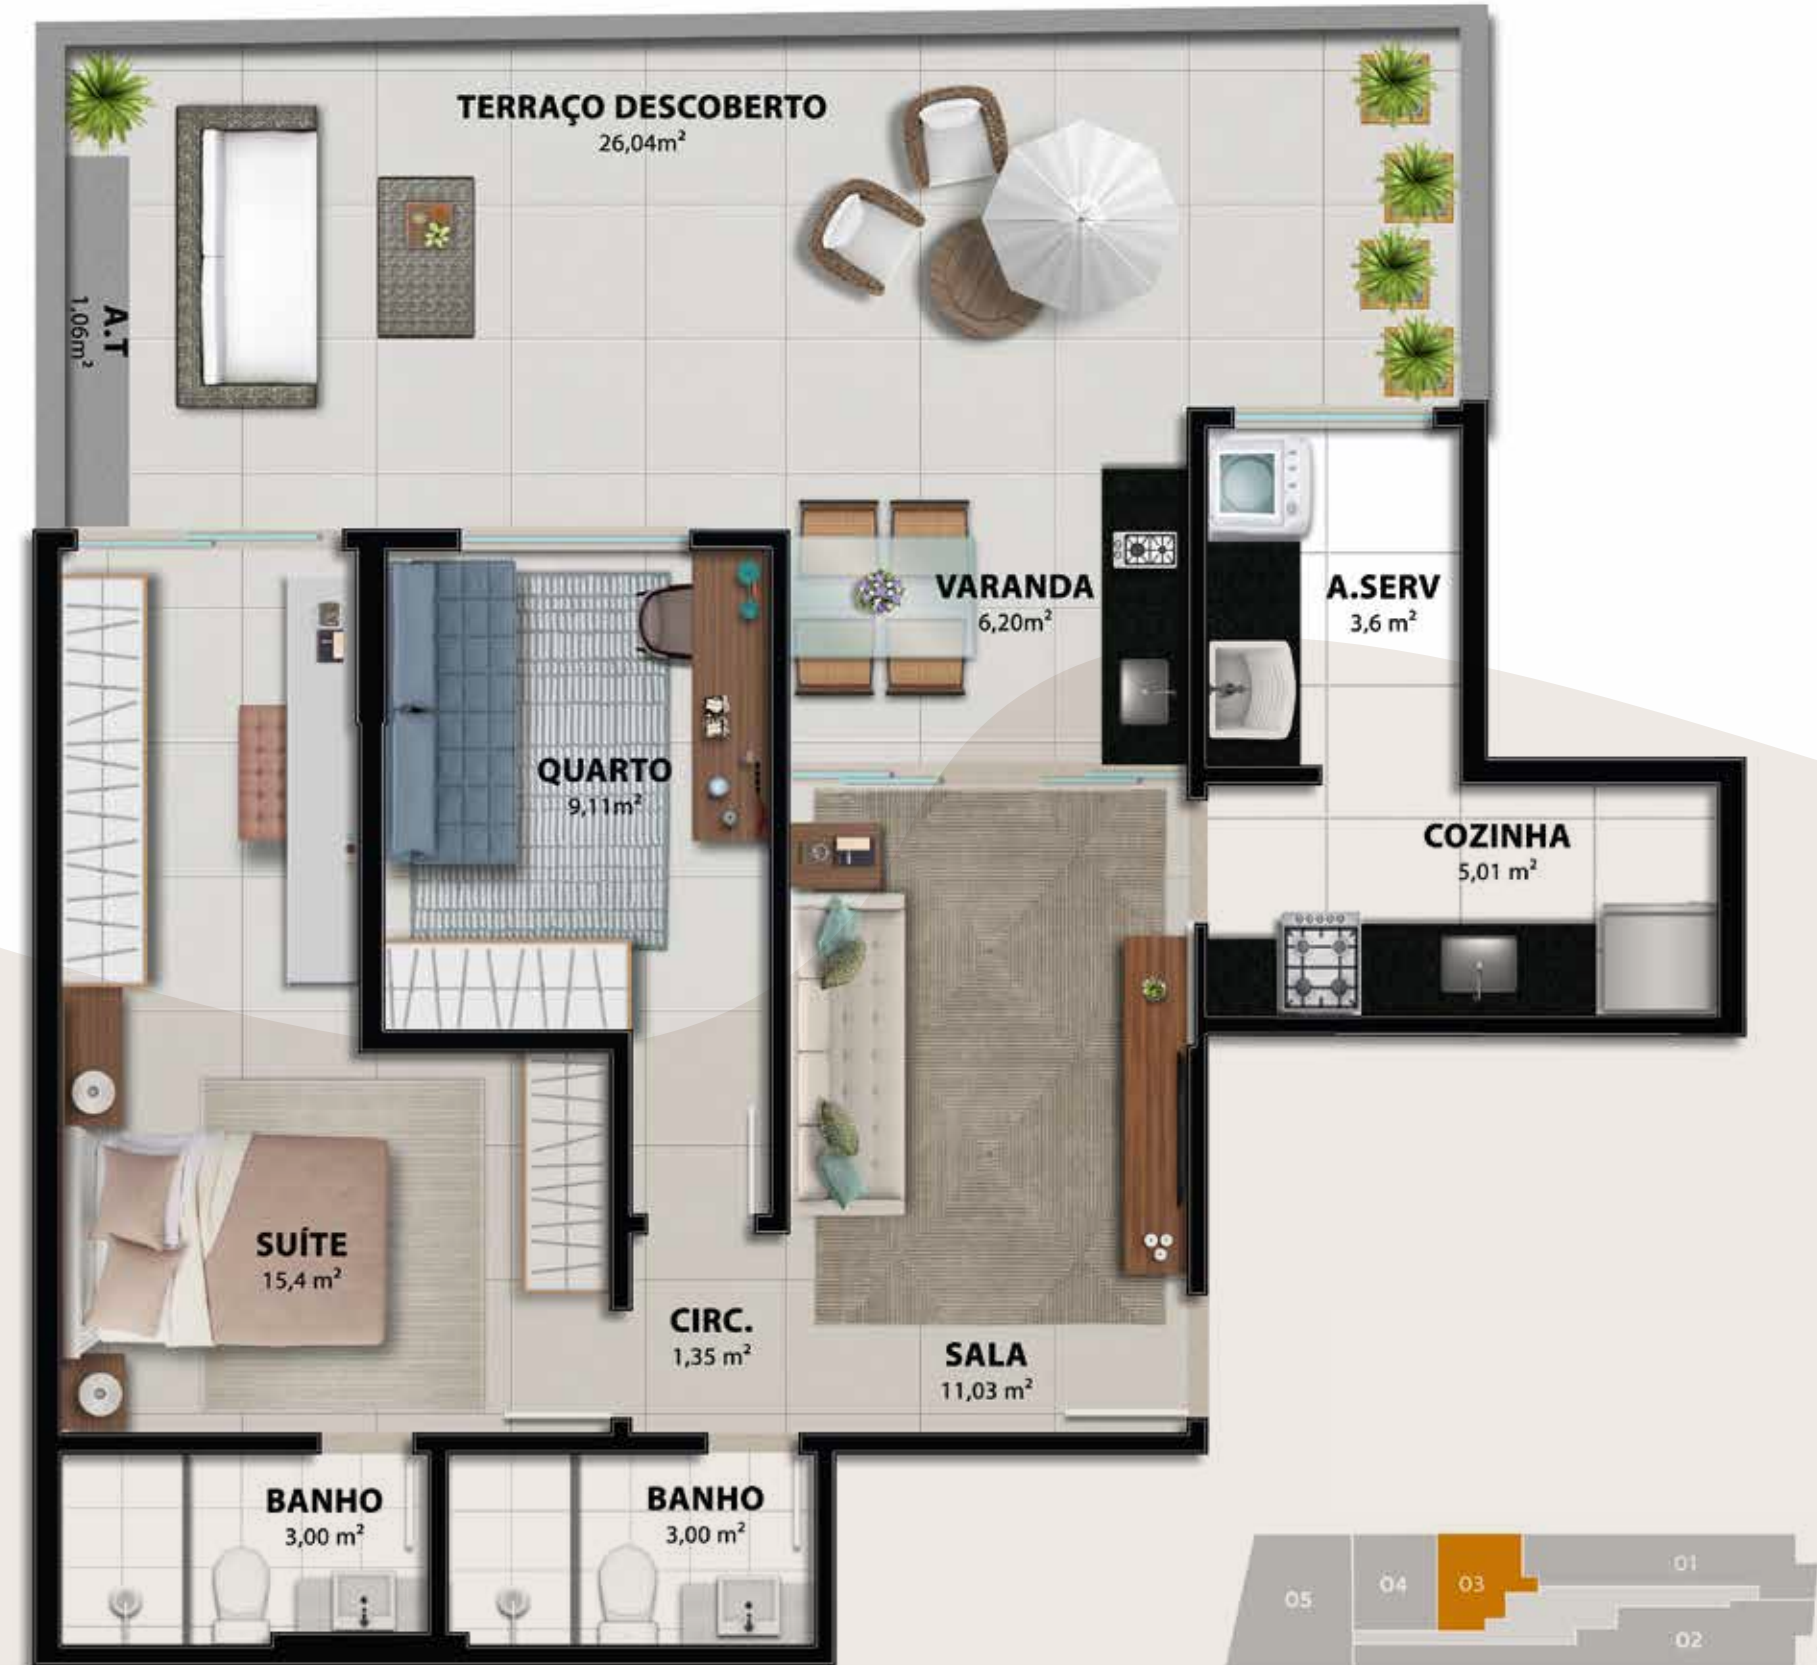 TERRAÇO DESCOBERTO
26,04m²
A.T
1,06m²
VARANDA
6,20m²
A.SERV
3,6 m²
QUARTO
9,11m²
COZINHA
5,01 m²
SUÍTE
15,4 m²
CIRC.
1,35 m²
SALA
11,03 m²
BANHO
3,00 m²
BANHO
3,00 m²
05
04
03
01
02